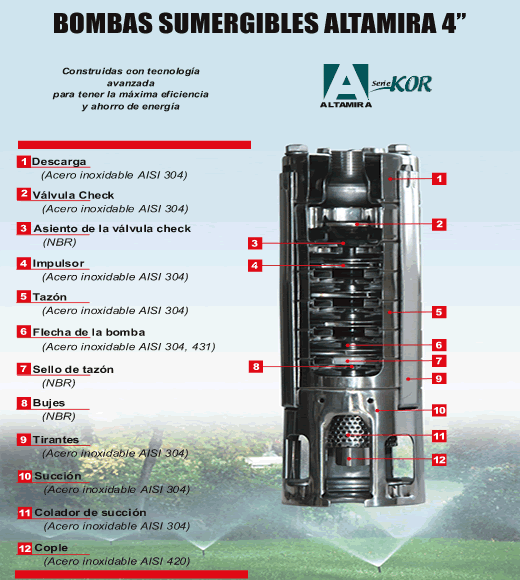 BOMBAS SUMERGIBLES ALTAMIRA 4”
Construidas con tecnología
avanzada
para tener la máxima eficiencia
y ahorro de energía
A
ALTAMIRA
Serie KOR
1 Descarga
(Acero inoxidable AISI 304)
2 Válvula Check
(Acero inoxidable AISI 304)
3 Asiento de la válvula check
(NBR)
4 Impulsor
(Acero inoxidable AISI 304)
5 Tazón
(Acero inoxidable AISI 304)
6 Flecha de la bomba
(Acero inoxidable AISI 304, 431)
7 Sello de tazón
(NBR)
8 Bujes
(NBR)
9 Tirantes
(Acero inoxidable AISI 304)
10 Succión
(Acero inoxidable AISI 304)
11 Colador de succión
(Acero inoxidable AISI 304)
12 Cople
(Acero inoxidable AISI 420)
1
2
3
4
5
6
7
8
9
10
11
12